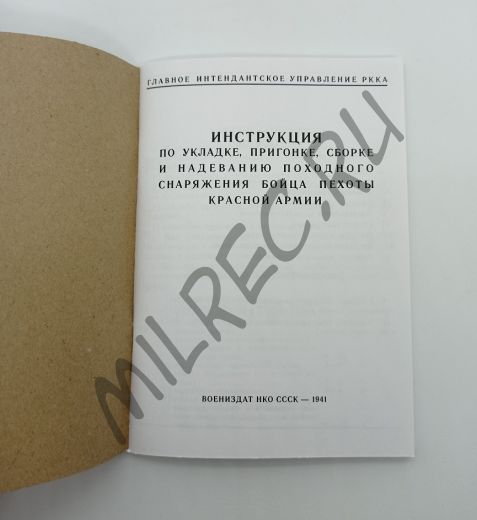 ГЛАВНОЕ ИНТЕНДАНТСКОЕ УПРАВЛЕНИЕ РККА
ИНСТРУКЦИЯ
ПО УКЛАДКЕ, ПРИГОНКЕ, СБОРКЕ
И НАДЕВАНИЮ ПОХОДНОГО
СНАРЯЖЕНИЯ БОЙЦА ПЕХОТЫ
КРАСНОЙ АРМИИ
ВОЕНИЗДАТ НКО СССК — 1941
MILREC.RU